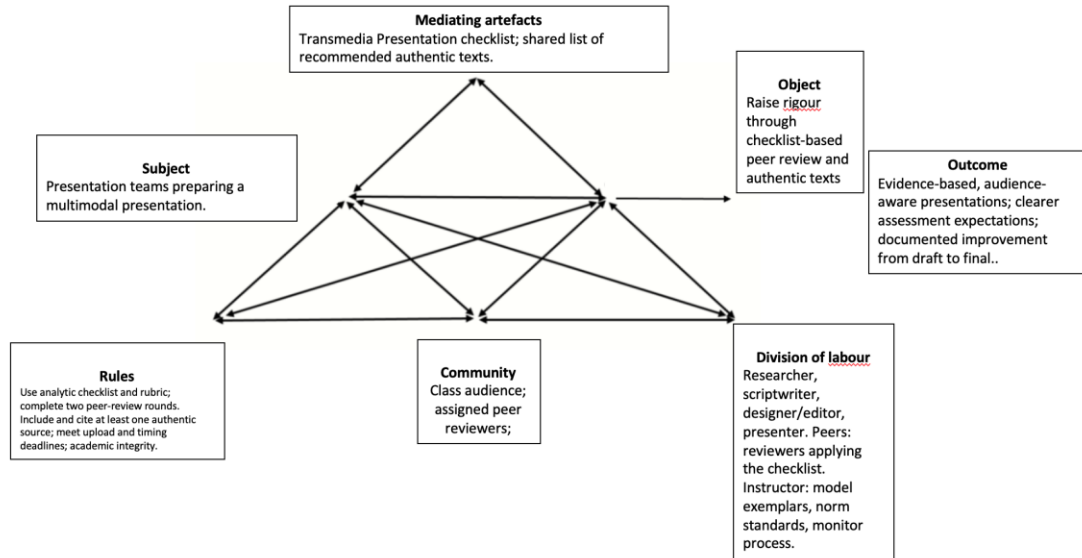 Mediating artefacts
Transmedia Presentation checklist; shared list of
recommended authentic texts.
Object
Raise rigour
through
checklist-based
peer review and
authentic texts
Subject
Presentation teams preparing a
multimodal presentation.
Outcome
Evidence-based, audience-
aware presentations; clearer
assessment expectations;
documented improvement
from draft to final..
Rules
Use analytic checklist and rubric;
complete two peer-review rounds.
Include and cite at least one authentic
source; meet upload and timing
deadlines; academic integrity.
Community
Class audience;
assigned peer
reviewers;
Division of labour
Researcher,
scriptwriter,
designer/editor,
presenter. Peers:
reviewers applying
the checklist.
Instructor: model
exemplars, norm
standards, monitor
process.